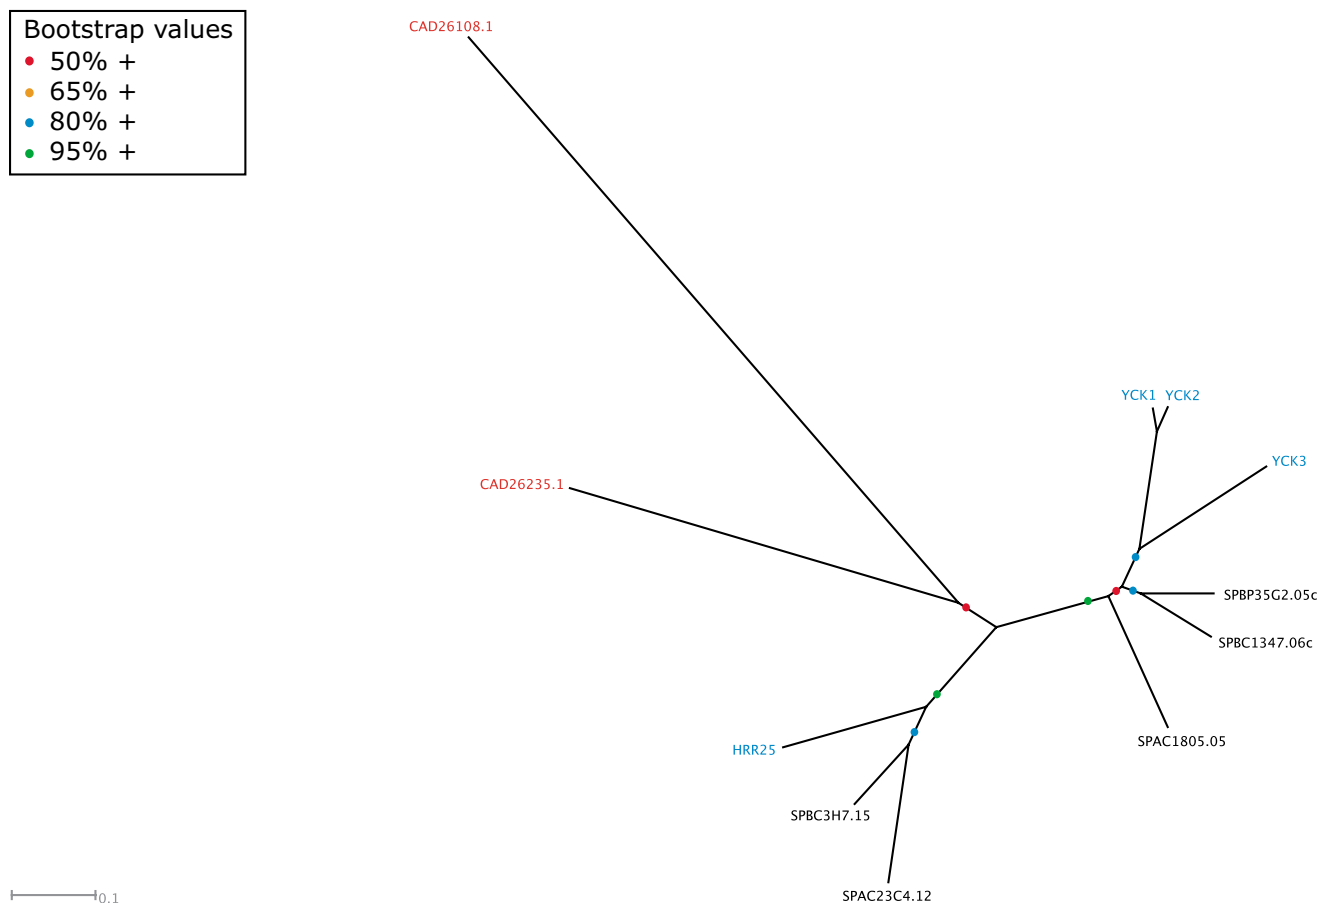 Bootstrap values
50% +
65% +
80% +
95% +
CAD26108.1
YCK1 YCK2
YCK3
CAD26235.1
SPBP35G2.05c
SPBC1347.06c
SPAC1805.05
HRR25
SPBC3H7.15
SPAC23C4.12
0.1